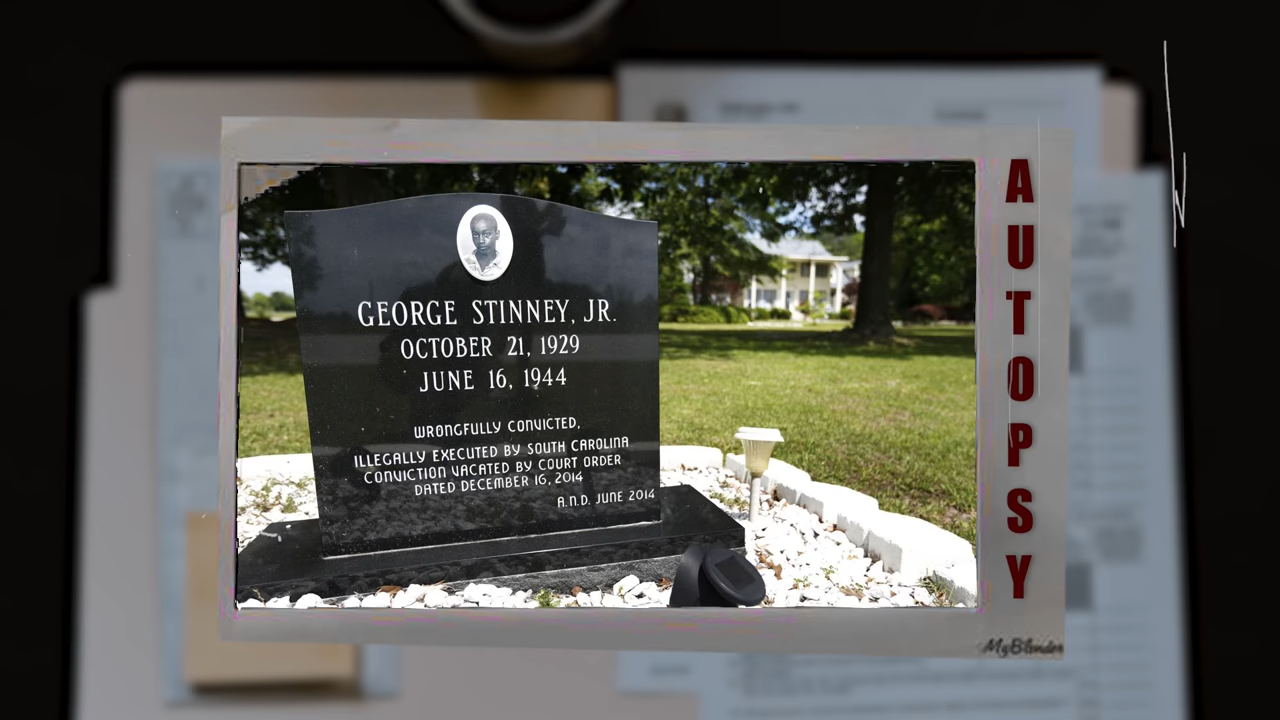 GEORGE STINNEY, JR.
OCTOBER 21, 1929
JUNE 16, 1944
WRONGFULLY CONVICTED,
ILLEGALLY EXECUTED BY SOUTH CAROLINA
CONVICTION VACATED BY COURT ORDER
DATED DECEMBER 16, 2014
A.N.D. JUNE 2014
AUTOPSY
MyBlender